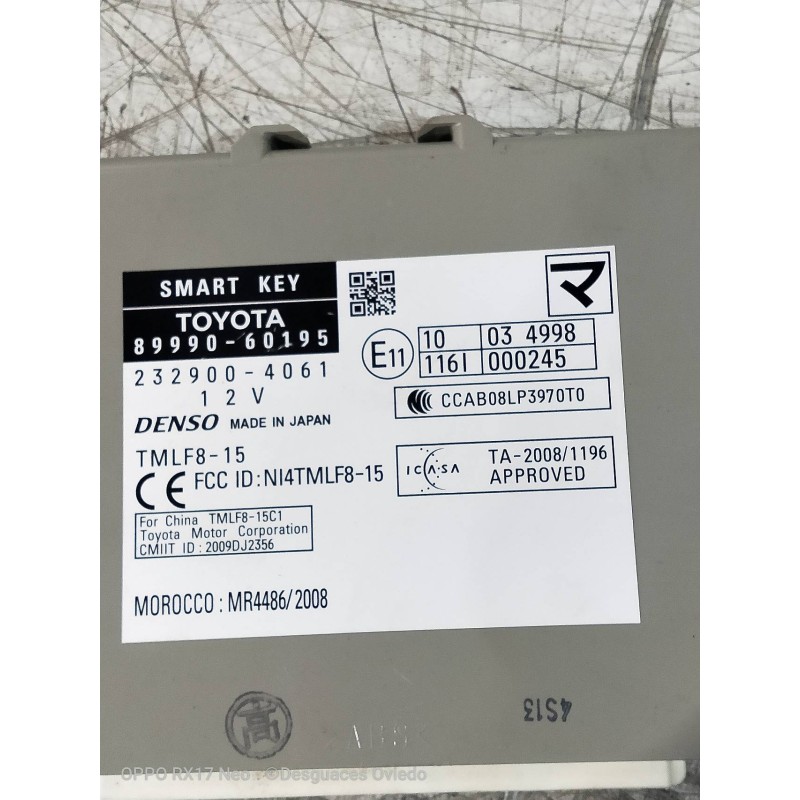 SMART KEY
TOYOTA
89990-60195
232900-4061
12V
DENSO MADE IN JAPAN
TMLF8-15
CE FCC ID : NI4TMLF8-15
For China TMLF8-15C1
Toyota Motor Corporation
CMIIT ID : 2009DJ2356
MOROCCO : MR4486/2008
マ
E11
10 03 4998
116I 000245
CCAB08LP3970T0
ICASA TA-2008/1196
APPROVED
高
4S13
OPPO RX17 Neo : ©Desguaces Oviedo